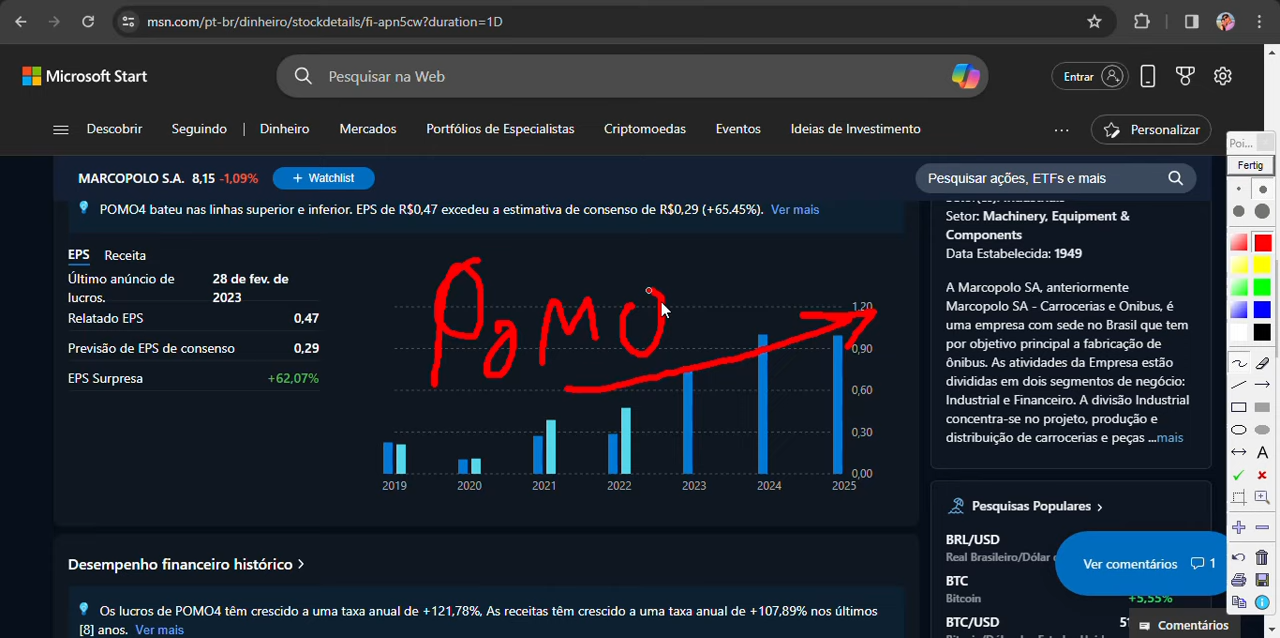 msn.com/pt-br/dinheiro/stockdetails/fi-apn5cw?duration=1D
Microsoft Start
Pesquisar na Web
Entrar
Descobrir Seguindo | Dinheiro Mercados Portfólios de Especialistas Criptomoedas Eventos Ideias de Investimento ... Personalizar
Poi...
Fertig
MARCOPOLO S.A. 8,15 -1,09% + Watchlist
Pesquisar ações, ETFs e mais
POMO4 bateu nas linhas superior e inferior. EPS de R$0,47 excedeu a estimativa de consenso de R$0,29 (+65.45%). Ver mais
EPS Receita
Último anúncio de lucros. 28 de fev. de 2023
Relatado EPS 0,47
Previsão de EPS de consenso 0,29
EPS Surpresa +62,07%
POMO
1,20
0,90
0,60
0,30
0,00
2019 2020 2021 2022 2023 2024 2025
Setor: Machinery, Equipment &
Components
Data Estabelecida: 1949
A Marcopolo SA, anteriormente
Marcopolo SA - Carrocerias e Onibus, é
uma empresa com sede no Brasil que tem
por objetivo principal a fabricação de
ônibus. As atividades da Empresa estão
divididas em dois segmentos de negócio:
Industrial e Financeiro. A divisão Industrial
concentra-se no projeto, produção e
distribuição de carrocerias e peças ...mais
Pesquisas Populares >
BRL/USD
Real Brasileiro/Dólar
BTC
Bitcoin
+5,55%
BTC/USD
Ver comentários 1
Comentários
Desempenho financeiro histórico >
Os lucros de POMO4 têm crescido a uma taxa anual de +121,78%, As receitas têm crescido a uma taxa anual de +107,89% nos últimos
[8] anos. Ver mais